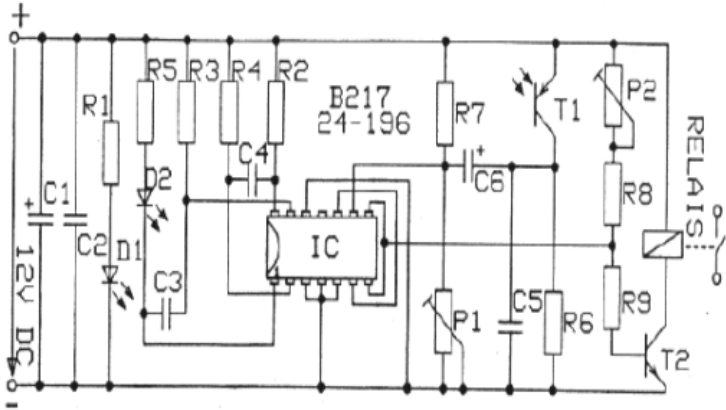 +
R5 R3 R4 R2
B217
24-196
R1
R7
T1
P2
RELAIS
C4
+
C6
D2
R8
+
C1
C2
D1
IC
C3
12V DC
P1
C5
R6
R9
T2
-